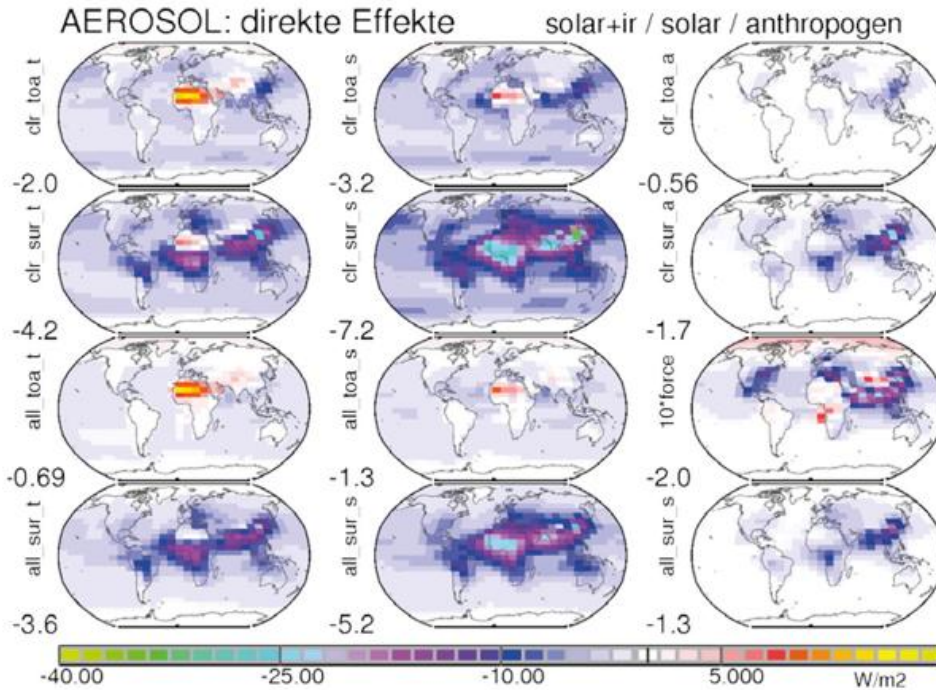 AEROSOL: direkte Effekte
solar+ir / solar / anthropogen
clr_toa_t
clr_toa_s
clr_toa_a
-2.0
-3.2
-0.56
clr_sur_t
clr_sur_s
clr_sur_a
-4.2
-7.2
-1.7
all_toa_t
all_toa_s
10*force
-0.69
-1.3
-2.0
all_sur_t
all_sur_s
all_sur_s
-3.6
-5.2
-1.3
-40.00
-25.00
-10.00
5.000
W/m2